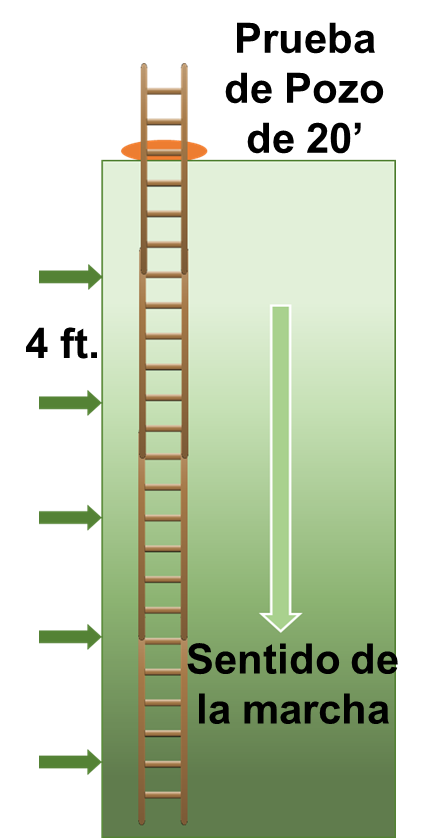 Prueba
de Pozo
de 20’
4 ft.
Sentido de
la marcha